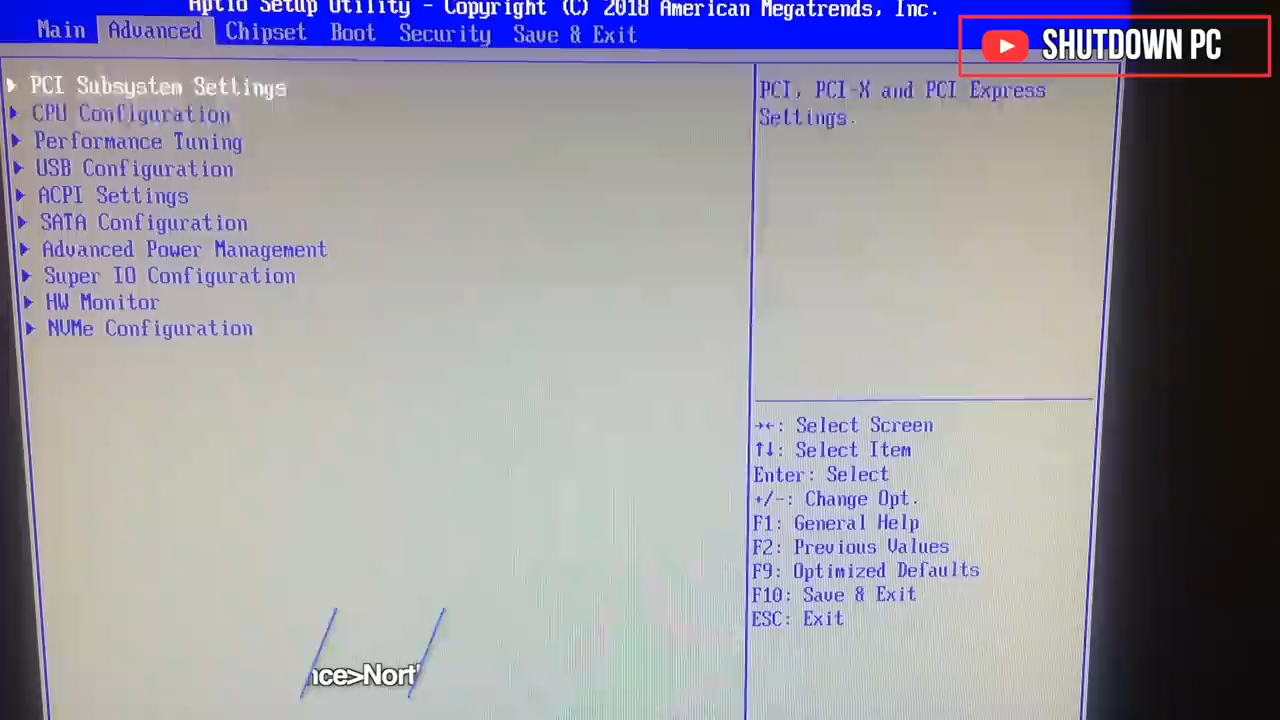 Aptio Setup Utility - Copyright (C) 2018 American Megatrends, Inc.
Main Advanced Chipset Boot Security Save & Exit
SHUTDOWN PC
PCI Subsystem Settings
CPU Configuration
Performance Tuning
USB Configuration
ACPI Settings
SATA Configuration
Advanced Power Management
Super IO Configuration
HW Monitor
NVMe Configuration
PCI, PCI-X and PCI Express
Settings.
→←: Select Screen
↑↓: Select Item
Enter: Select
+/-: Change Opt.
F1: General Help
F2: Previous Values
F9: Optimized Defaults
F10: Save & Exit
ESC: Exit
nce>Nort